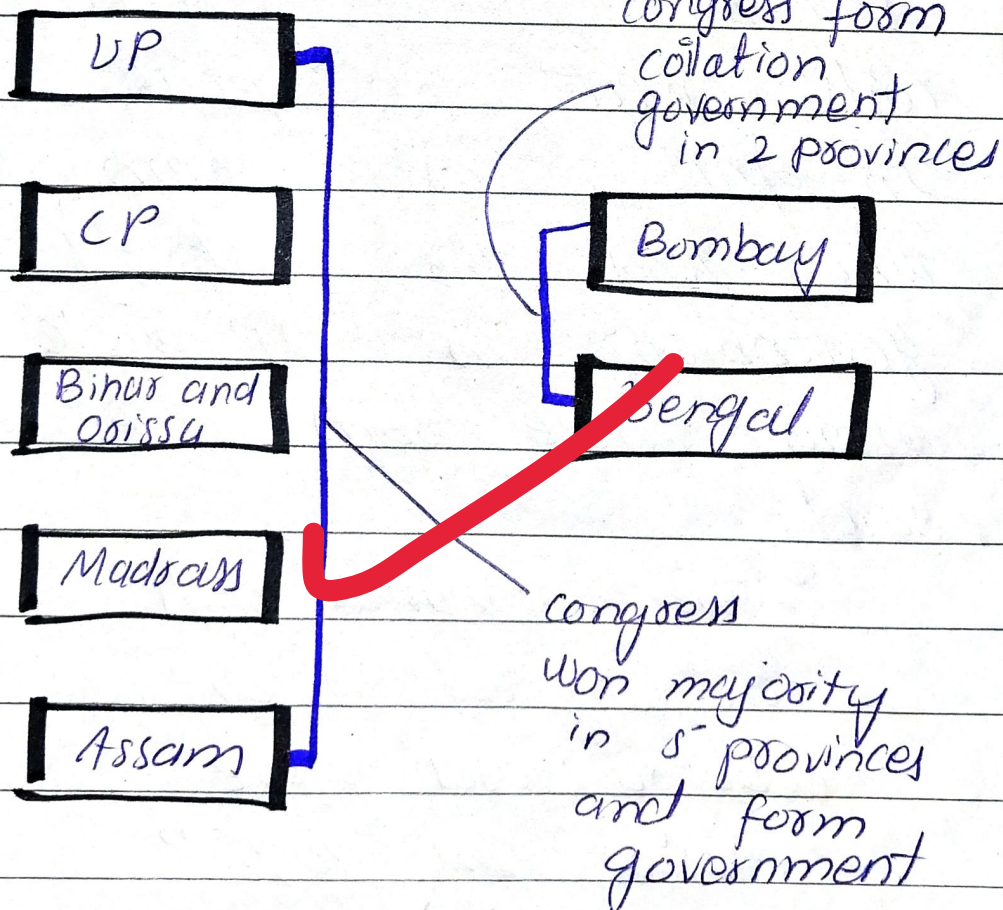 UP
CP
Bihar and
Orissa
Madrass
Assam
congress form
coilation
government
in 2 provinces
Bombay
Bengal
congress
won majority
in 5 provinces
and form
government